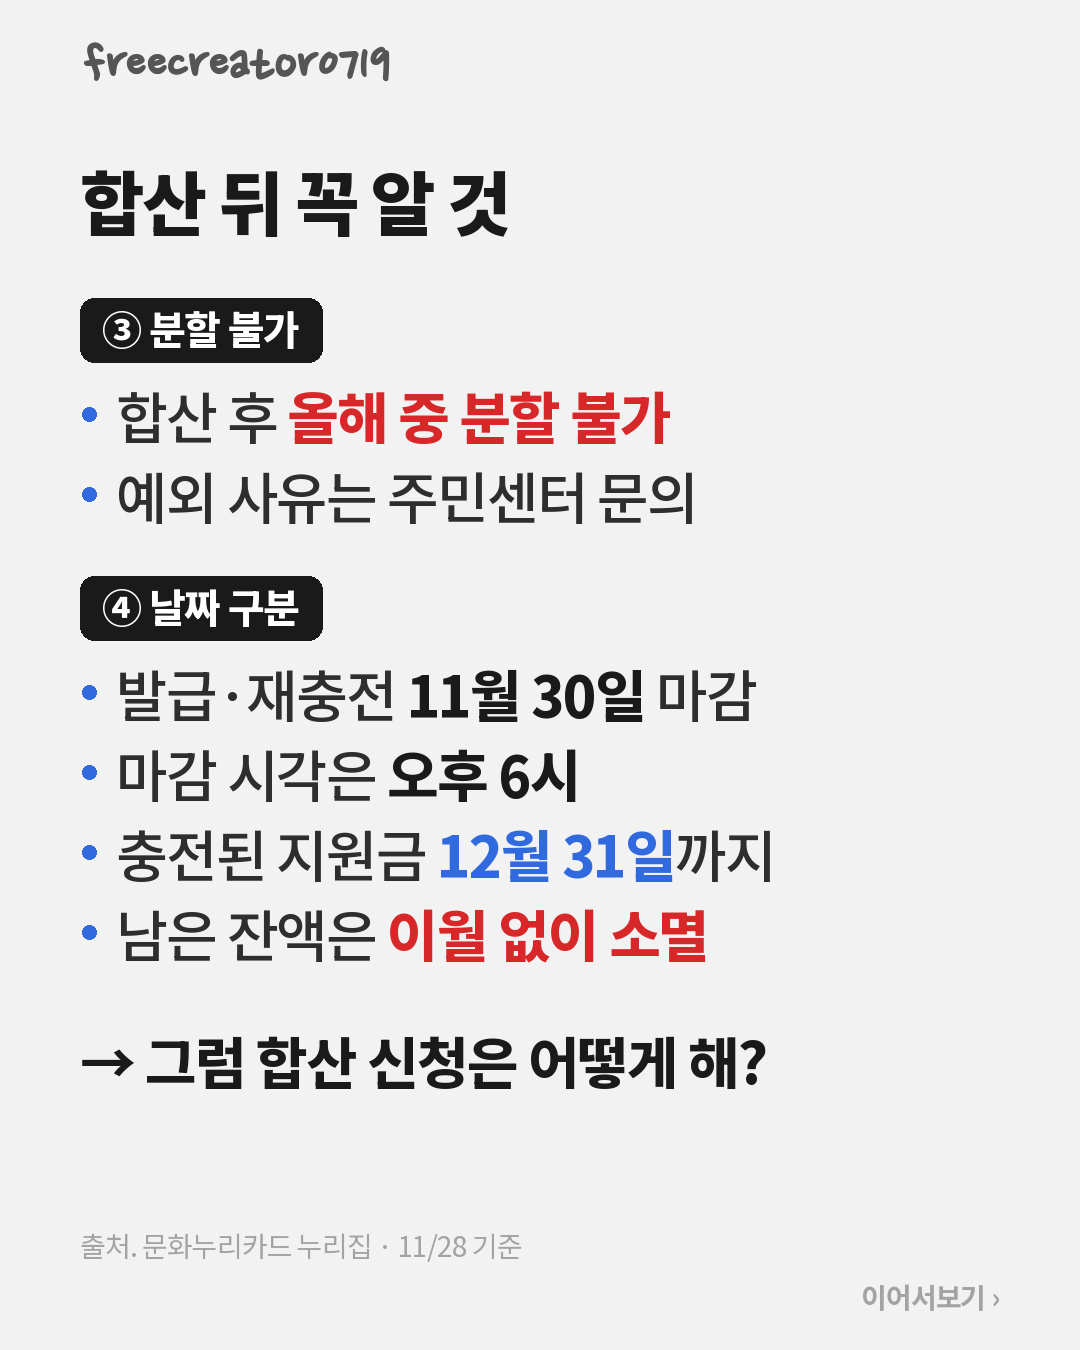 freecreator0719
합산 뒤 꼭 알 것
③ 분할 불가
• 합산 후 올해 중 분할 불가
• 예외 사유는 주민센터 문의
④ 날짜 구분
• 발급·재충전 11월 30일 마감
• 마감 시각은 오후 6시
• 충전된 지원금 12월 31일까지
• 남은 잔액은 이월 없이 소멸
→ 그럼 합산 신청은 어떻게 해?
출처. 문화누리카드 누리집 · 11/28 기준
이어서보기 ›